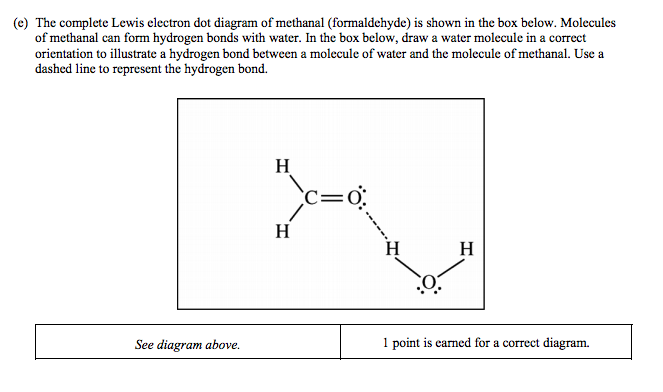 (e) The complete Lewis electron dot diagram of methanal (formaldehyde) is shown in the box below. Molecules
of methanal can form hydrogen bonds with water. In the box below, draw a water molecule in a correct
orientation to illustrate a hydrogen bond between a molecule of water and the molecule of methanal. Use a
dashed line to represent the hydrogen bond.
H
C=O
H
H H
O
See diagram above.
1 point is earned for a correct diagram.